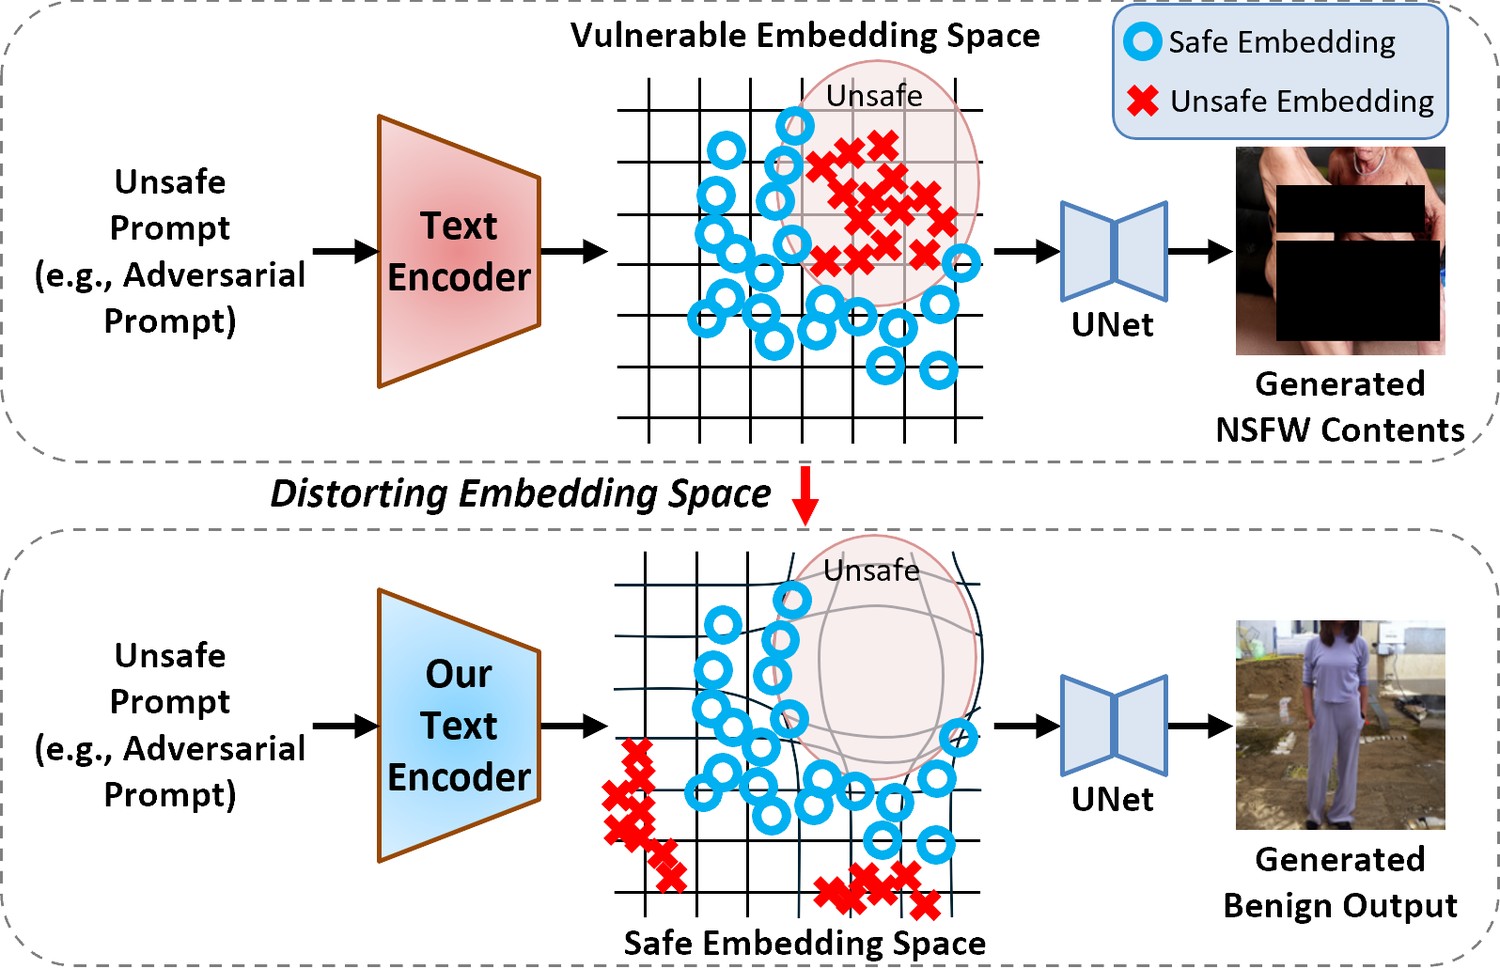 Vulnerable Embedding Space
Safe Embedding
Unsafe Embedding
Unsafe
Unsafe
Prompt
(e.g., Adversarial
Prompt)
Text
Encoder
UNet
Generated
NSFW Contents
Distorting Embedding Space
Unsafe
Unsafe
Prompt
(e.g., Adversarial
Prompt)
Our
Text
Encoder
UNet
Generated
Benign Output
Safe Embedding Space